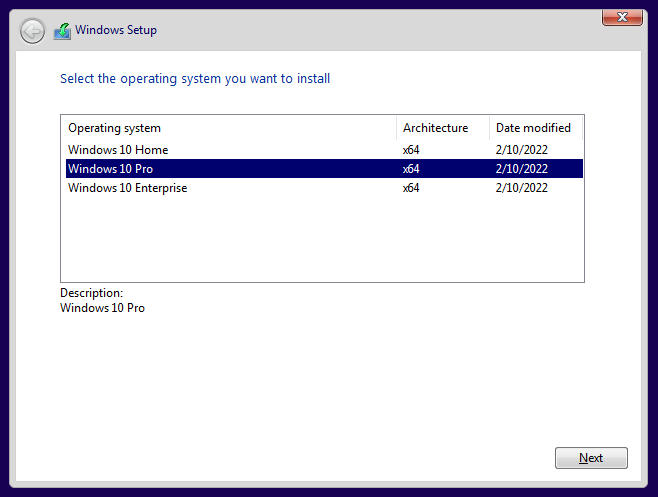 Windows Setup
Select the operating system you want to install
Operating system Architecture Date modified
Windows 10 Home x64 2/10/2022
Windows 10 Pro x64 2/10/2022
Windows 10 Enterprise x64 2/10/2022
Description:
Windows 10 Pro
Next